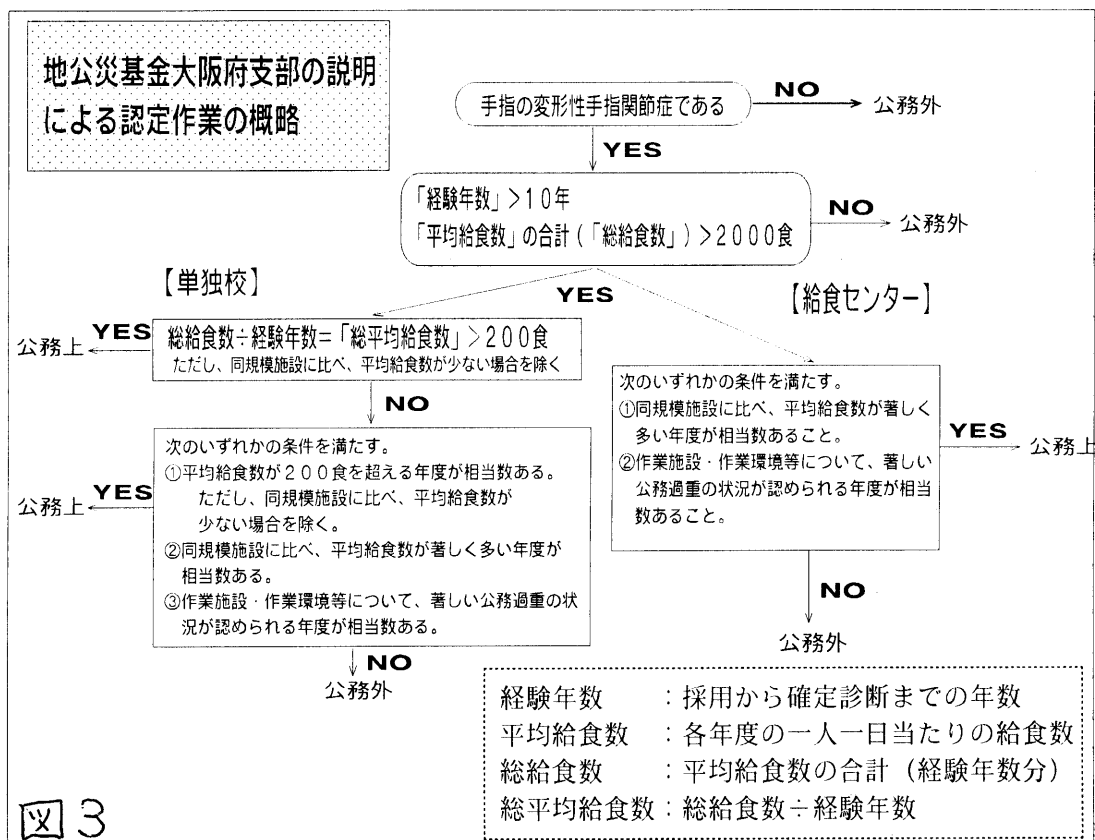 地公災基金大阪府支部の説明
による認定作業の概略
手指の変形性手指関節症である
NO
公務外
YES
「経験年数」>10年
「平均給食数」の合計(「総給食数」)>2000食
NO
公務外
【単独校】
YES
【給食センター】
総給食数÷経験年数=「総平均給食数」>200食
ただし、同規模施設に比べ、平均給食数が少ない場合を除く
YES
公務上
NO
次のいずれかの条件を満たす。
①平均給食数が200食を超える年度が相当数ある。
ただし、同規模施設に比べ、平均給食数が
少ない場合を除く。
②同規模施設に比べ、平均給食数が著しく多い年度が
相当数ある。
③作業施設・作業環境等について、著しい公務過重の状
況が認められる年度が相当数ある。
YES
公務上
NO
公務外
次のいずれかの条件を満たす。
①同規模施設に比べ、平均給食数が著しく
多い年度が相当数あること。
②作業施設・作業環境等について、著しい
公務過重の状況が認められる年度が相当
数あること。
YES
公務上
NO
公務外
経験年数 :採用から確定診断までの年数
平均給食数 :各年度の一人一日当たりの給食数
総給食数 :平均給食数の合計(経験年数分)
総平均給食数:総給食数÷経験年数
図3